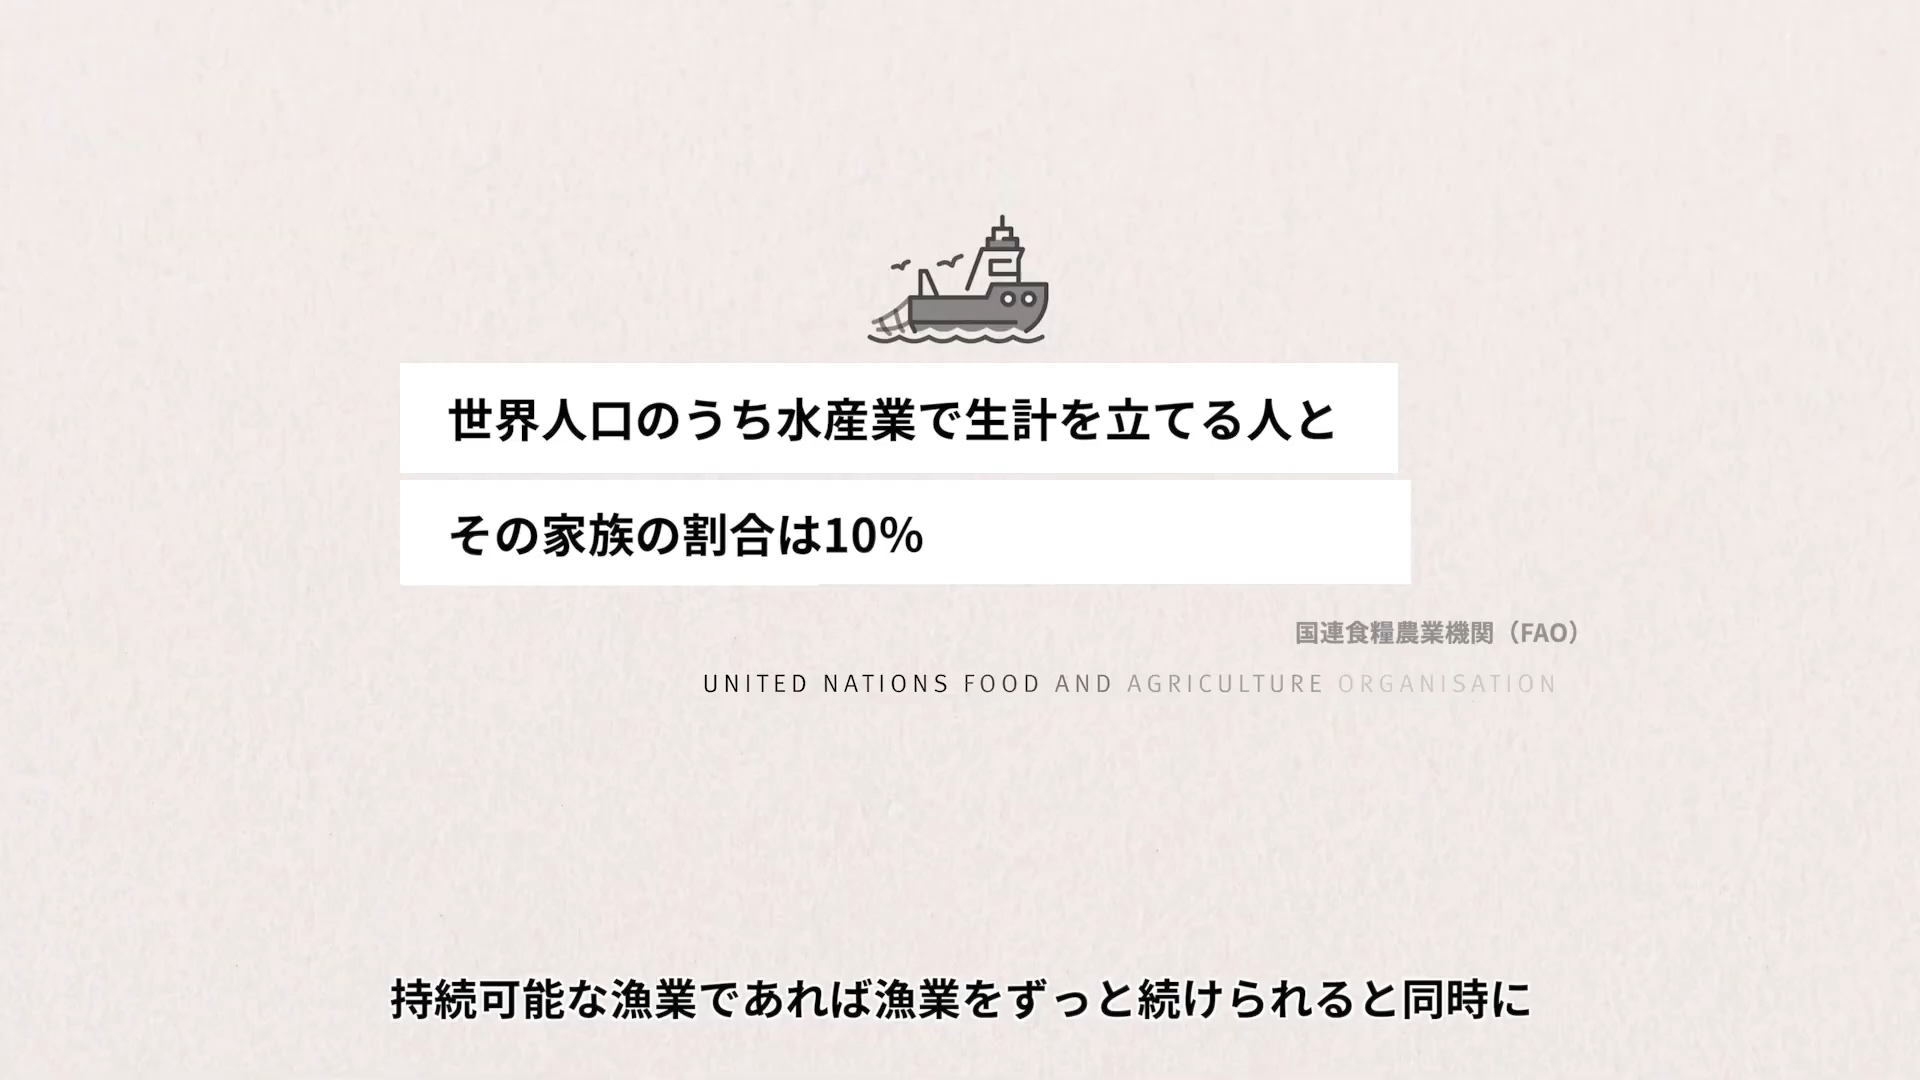 世界人口のうち水産業で生計を立てる人と
その家族の割合は10%
国連食糧農業機関（FAO）
UNITED NATIONS FOOD AND AGRICULTURE ORGANISATION
持続可能な漁業であれば漁業をずっと続けられると同時に